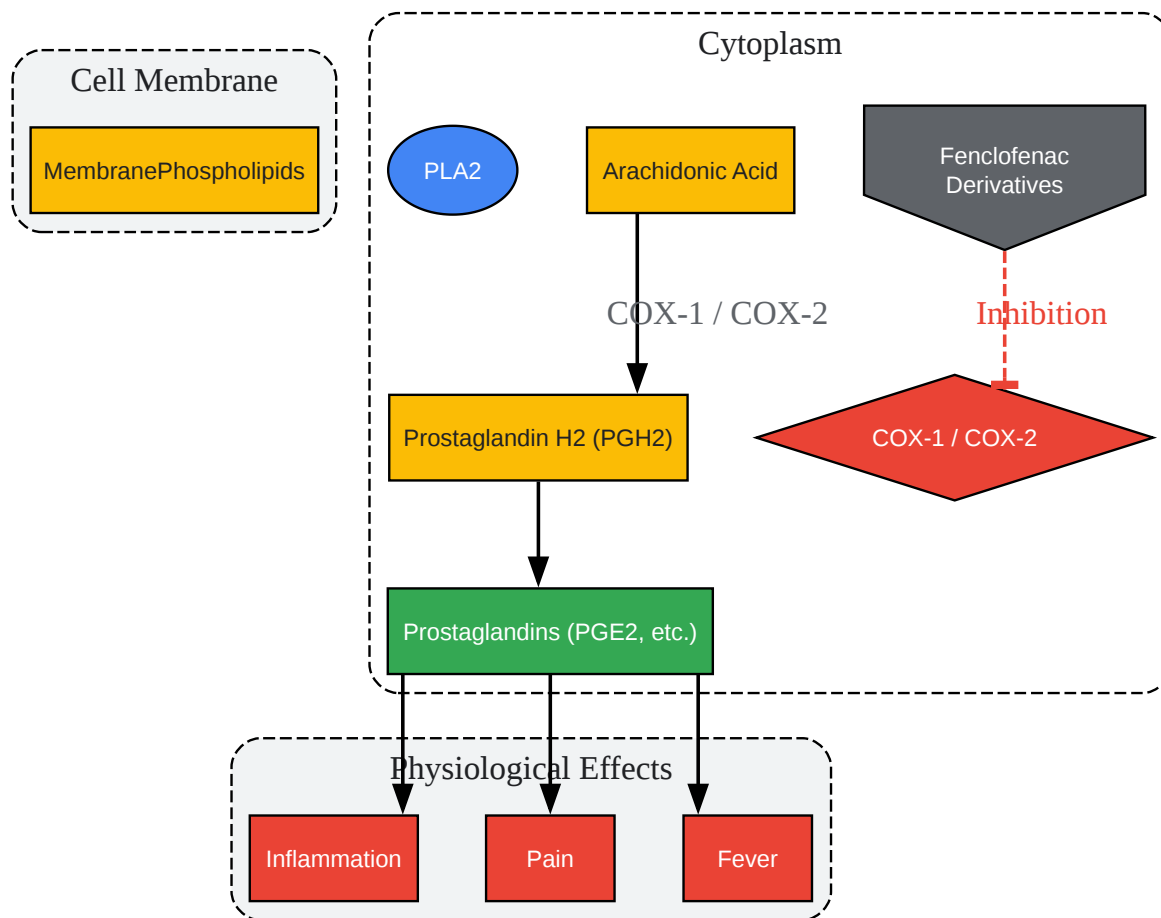 Cytoplasm
Cell Membrane
MembranePhospholipids
PLA2
Arachidonic Acid
Fenclofenac
Derivatives
COX-1 / COX-2
Inhibition
Prostaglandin H2 (PGH2)
COX-1 / COX-2
Prostaglandins (PGE2, etc.)
Physiological Effects
Inflammation
Pain
Fever